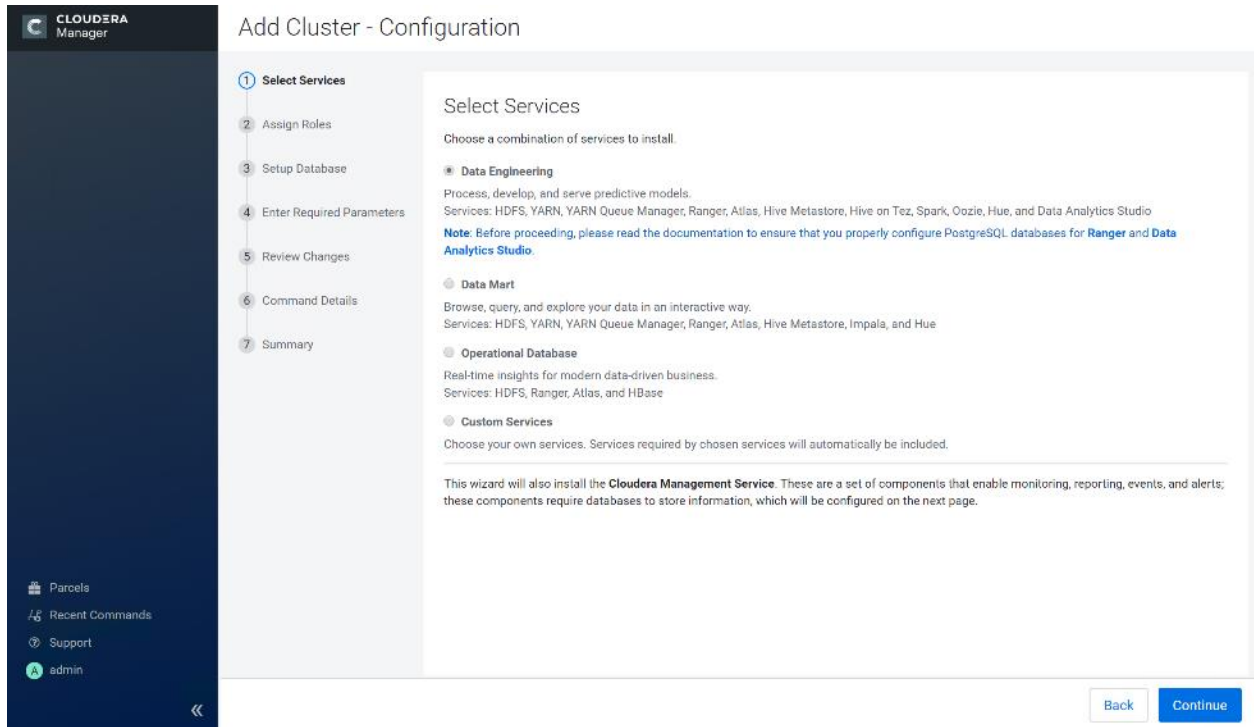 CLOUDERA
Manager
Add Cluster - Configuration
1 Select Services
2 Assign Roles
3 Setup Database
4 Enter Required Parameters
5 Review Changes
6 Command Details
7 Summary
Select Services
Choose a combination of services to install.
Data Engineering
Process, develop, and serve predictive models.
Services: HDFS, YARN, YARN Queue Manager, Ranger, Atlas, Hive Metastore, Hive on Tez, Spark, Oozie, Hue, and Data Analytics Studio
Note: Before proceeding, please read the documentation to ensure that you properly configure PostgreSQL databases for Ranger and Data
Analytics Studio.
Data Mart
Browse, query, and explore your data in an interactive way.
Services: HDFS, YARN, YARN Queue Manager, Ranger, Atlas, Hive Metastore, Impala, and Hue
Operational Database
Real-time insights for modern data-driven business.
Services: HDFS, Ranger, Atlas, and HBase
Custom Services
Choose your own services. Services required by chosen services will automatically be included.
This wizard will also install the Cloudera Management Service. These are a set of components that enable monitoring, reporting, events, and alerts;
these components require databases to store information, which will be configured on the next page.
Parcels
Recent Commands
Support
A admin
Back
Continue